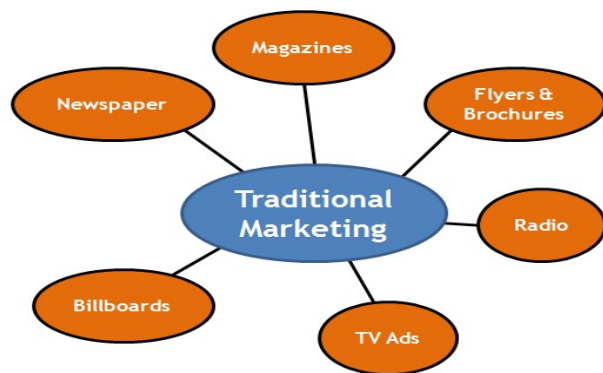 Magazines
Newspaper
Flyers &
Brochures
Traditional
Marketing
Radio
Billboards
TV Ads